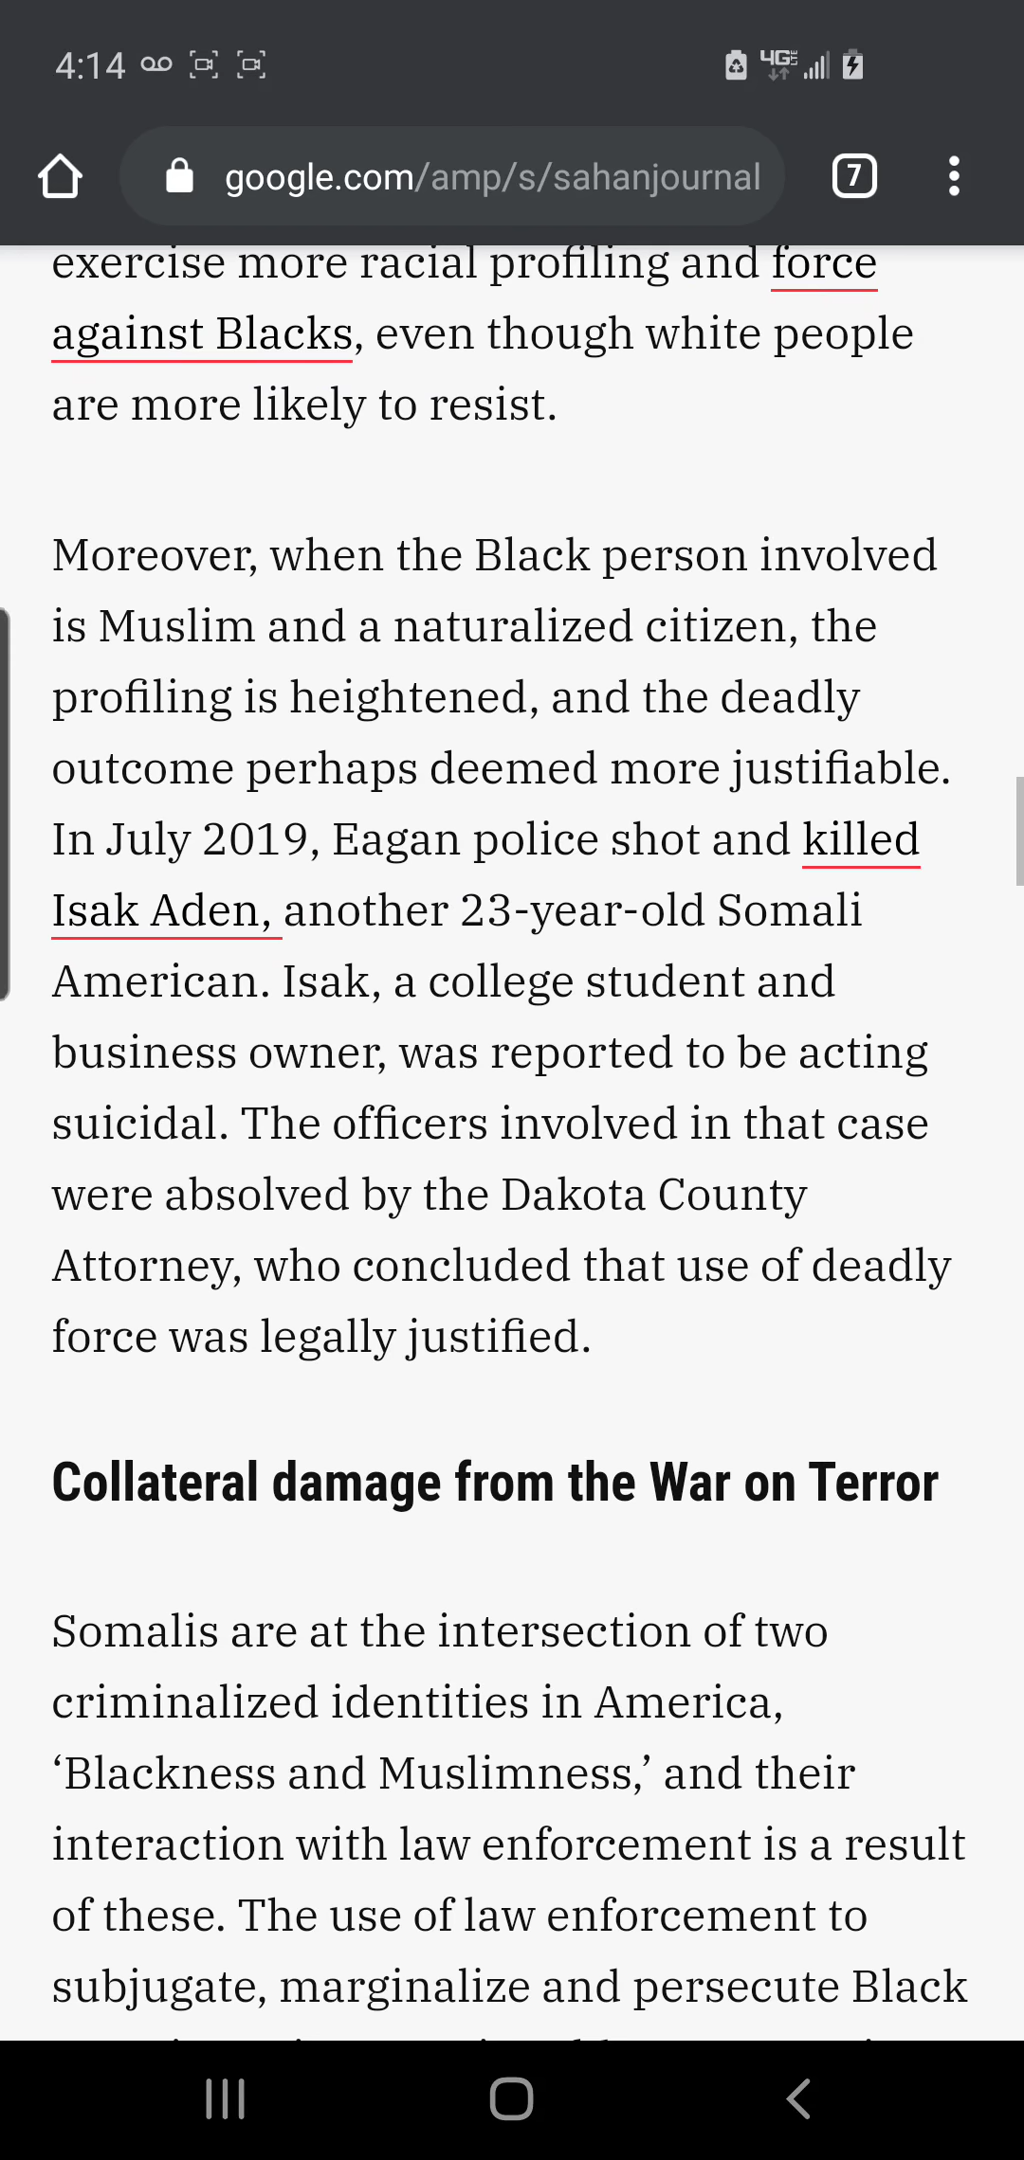 4:14
4G LTE
google.com/amp/s/sahanjournal
7
exercise more racial profiling and force
against Blacks, even though white people
are more likely to resist.
Moreover, when the Black person involved
is Muslim and a naturalized citizen, the
profiling is heightened, and the deadly
outcome perhaps deemed more justifiable.
In July 2019, Eagan police shot and killed
Isak Aden, another 23-year-old Somali
American. Isak, a college student and
business owner, was reported to be acting
suicidal. The officers involved in that case
were absolved by the Dakota County
Attorney, who concluded that use of deadly
force was legally justified.
Collateral damage from the War on Terror
Somalis are at the intersection of two
criminalized identities in America,
‘Blackness and Muslimness,’ and their
interaction with law enforcement is a result
of these. The use of law enforcement to
subjugate, marginalize and persecute Black